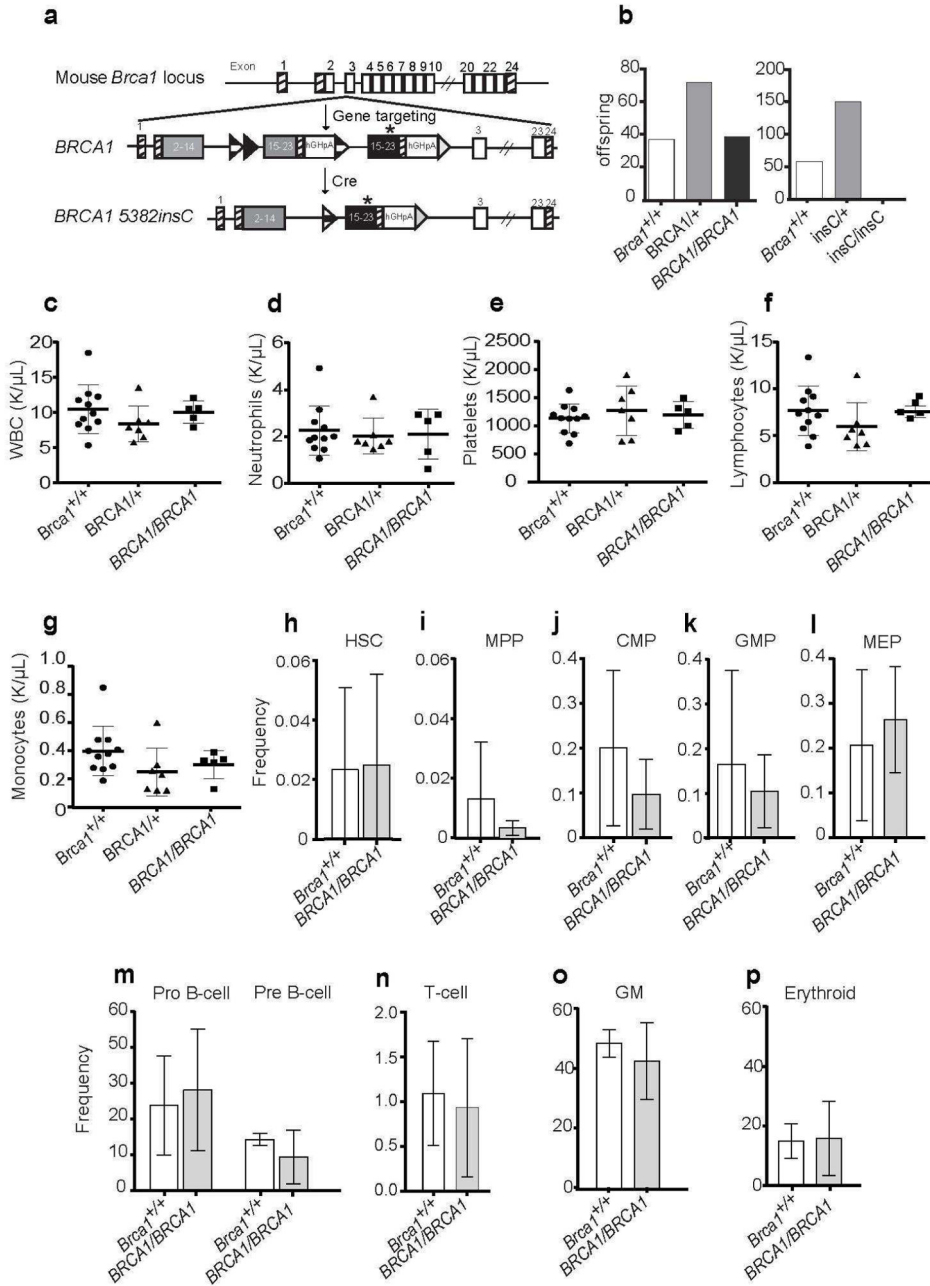 a
Mouse Brca1 locus
Exon 1 2 3 4 5 6 7 8 9 10 20 22 24
Gene targeting
BRCA1
1 2-14 15-23 hGHpA * 15-23 hGHpA 3 23 24
Cre
BRCA1 5382insC
1 2-14 * 15-23 hGHpA 3 23 24
b
offspring
80
60
40
20
0
Brca1+/+ BRCA1/+ BRCA1/BRCA1
200
150
100
50
0
Brca1+/+ insC/+ insC/insC
c
WBC (K/µL)
20
15
10
5
0
Brca1+/+ BRCA1/+ BRCA1/BRCA1
d
Neutrophils (K/µL)
6
4
2
0
Brca1+/+ BRCA1/+ BRCA1/BRCA1
e
Platelets (K/µL)
2500
2000
1500
1000
500
0
Brca1+/+ BRCA1/+ BRCA1/BRCA1
f
Lymphocytes (K/µL)
15
10
5
0
Brca1+/+ BRCA1/+ BRCA1/BRCA1
g
Monocytes (K/µL)
1.0
0.8
0.6
0.4
0.2
0
Brca1+/+ BRCA1/+ BRCA1/BRCA1
h
HSC
Frequency
0.06
0.04
0.02
0
Brca1+/+ BRCA1/BRCA1
i
MPP
0.06
0.04
0.02
0
Brca1+/+ BRCA1/BRCA1
j
CMP
0.4
0.3
0.2
0.1
0
Brca1+/+ BRCA1/BRCA1
k
GMP
0.4
0.3
0.2
0.1
0
Brca1+/+ BRCA1/BRCA1
l
MEP
0.4
0.3
0.2
0.1
0
Brca1+/+ BRCA1/BRCA1
m
Pro B-cell Pre B-cell
Frequency
60
50
30
20
10
0
Brca1+/+ BRCA1/BRCA1 Brca1+/+ BRCA1/BRCA1
n
T-cell
2.0
1.5
1.0
0.5
0.0
Brca1+/+ BRCA1/BRCA1
o
GM
60
40
20
0
Brca1+/+ BRCA1/BRCA1
p
Erythroid
60
40
20
0
Brca1+/+ BRCA1/BRCA1